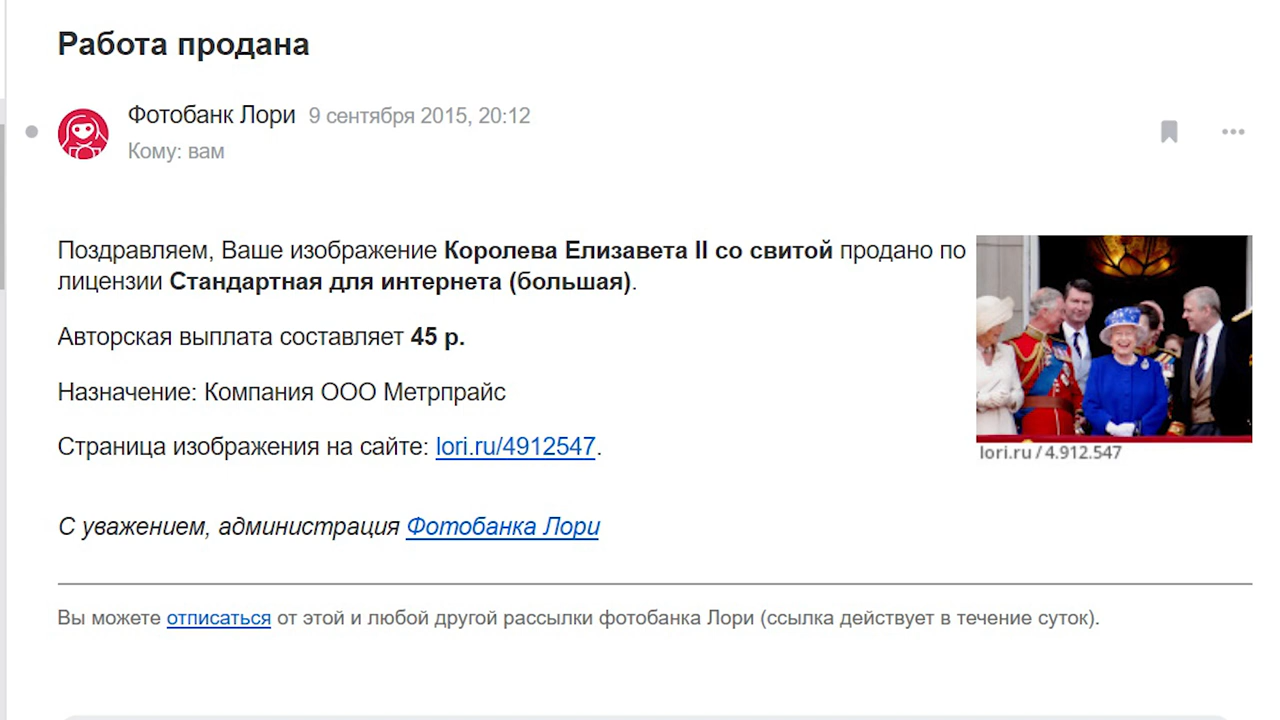 Работа продана
Фотобанк Лори 9 сентября 2015, 20:12
Кому: вам
Поздравляем, Ваше изображение Королева Елизавета II со свитой продано по
лицензии Стандартная для интернета (большая).
Авторская выплата составляет 45 р.
Назначение: Компания ООО Метрпрайс
Страница изображения на сайте: lori.ru/4912547.
lori.ru / 4.912.547
С уважением, администрация Фотобанка Лори
Вы можете отписаться от этой и любой другой рассылки фотобанка Лори (ссылка действует в течение суток).